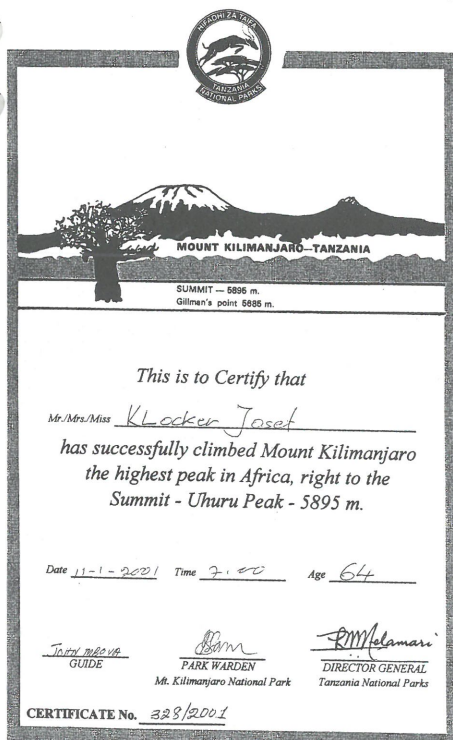 HIFADHI ZA TAIFA
TANZANIA
NATIONAL PARKS
MOUNT KILIMANJARO—TANZANIA
SUMMIT — 5895 m.
Gillman's point 5685 m.
This is to Certify that
Mr./Mrs./Miss KLocker Josef
has successfully climbed Mount Kilimanjaro
the highest peak in Africa, right to the
Summit - Uhuru Peak - 5895 m.
Date 11-1-2001 Time 7.00 Age 64
JOHN MROVA
GUIDE PARK WARDEN DIRECTOR GENERAL
Mt. Kilimanjaro National Park Tanzania National Parks
CERTIFICATE No. 328/2001